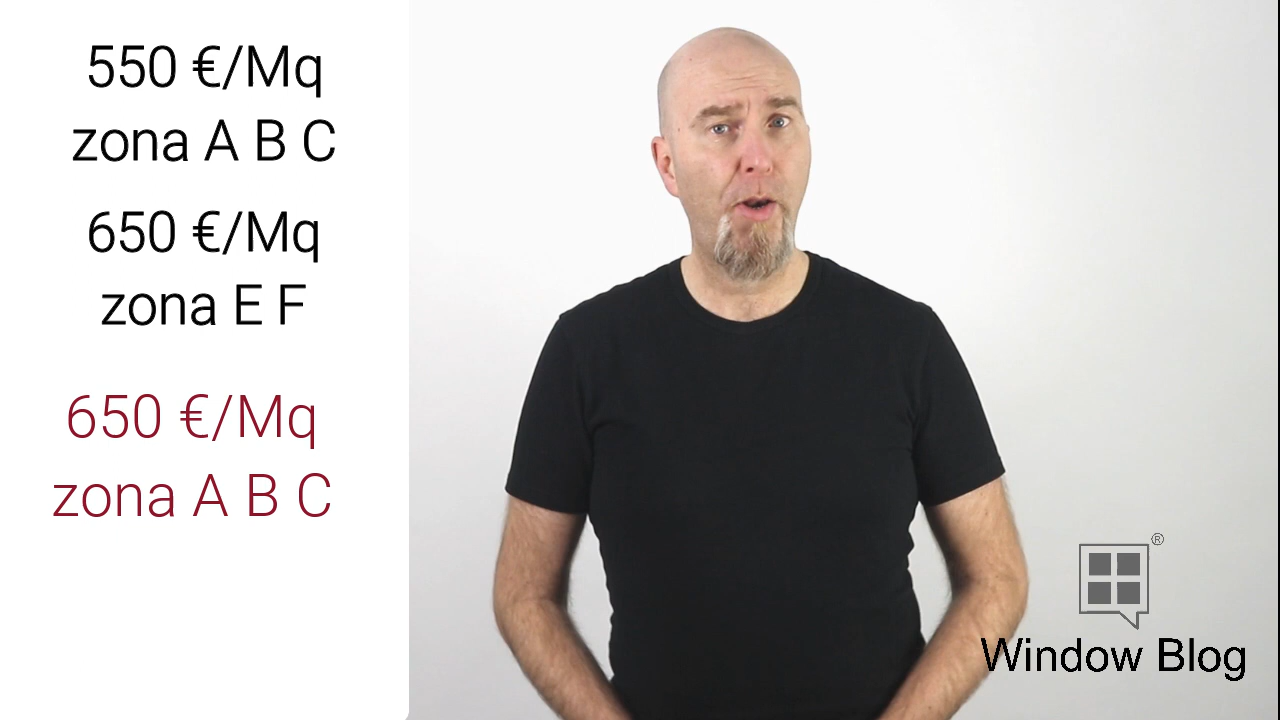 550 €/Mq
zona A B C
650 €/Mq
zona E F
650 €/Mq
zona A B C
®
Window Blog